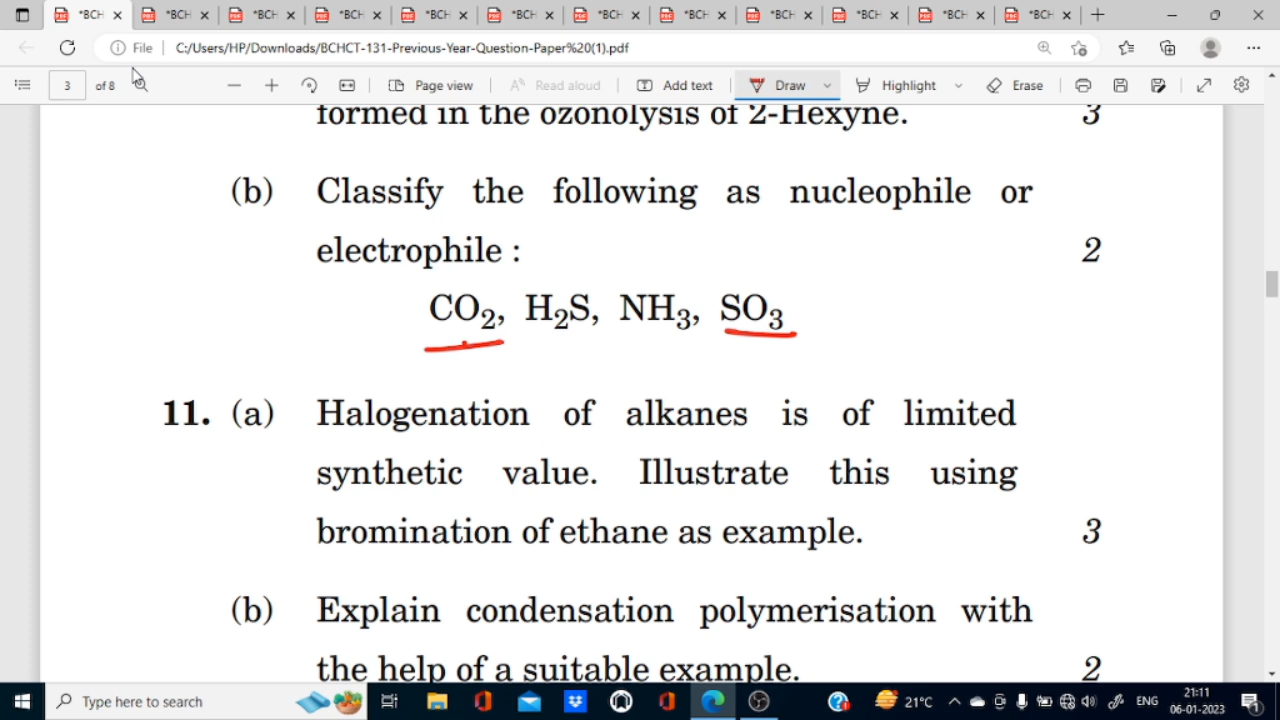 *BCH *BCH *BCH *BCH *BCH *BCH *BCH *BCH *BCH *BCH *BCH *BCH
File C:/Users/HP/Downloads/BCHCT-131-Previous-Year-Question-Paper%20(1).pdf
3 of 8 Page view Read aloud Add text Draw Highlight Erase
formed in the ozonolysis of 2-Hexyne. 3
(b) Classify the following as nucleophile or
electrophile : 2
CO₂, H₂S, NH₃, SO₃
11. (a) Halogenation of alkanes is of limited
synthetic value. Illustrate this using
bromination of ethane as example. 3
(b) Explain condensation polymerisation with
the help of a suitable example. 2
Type here to search 21°C ENG 21:11
06-01-2023